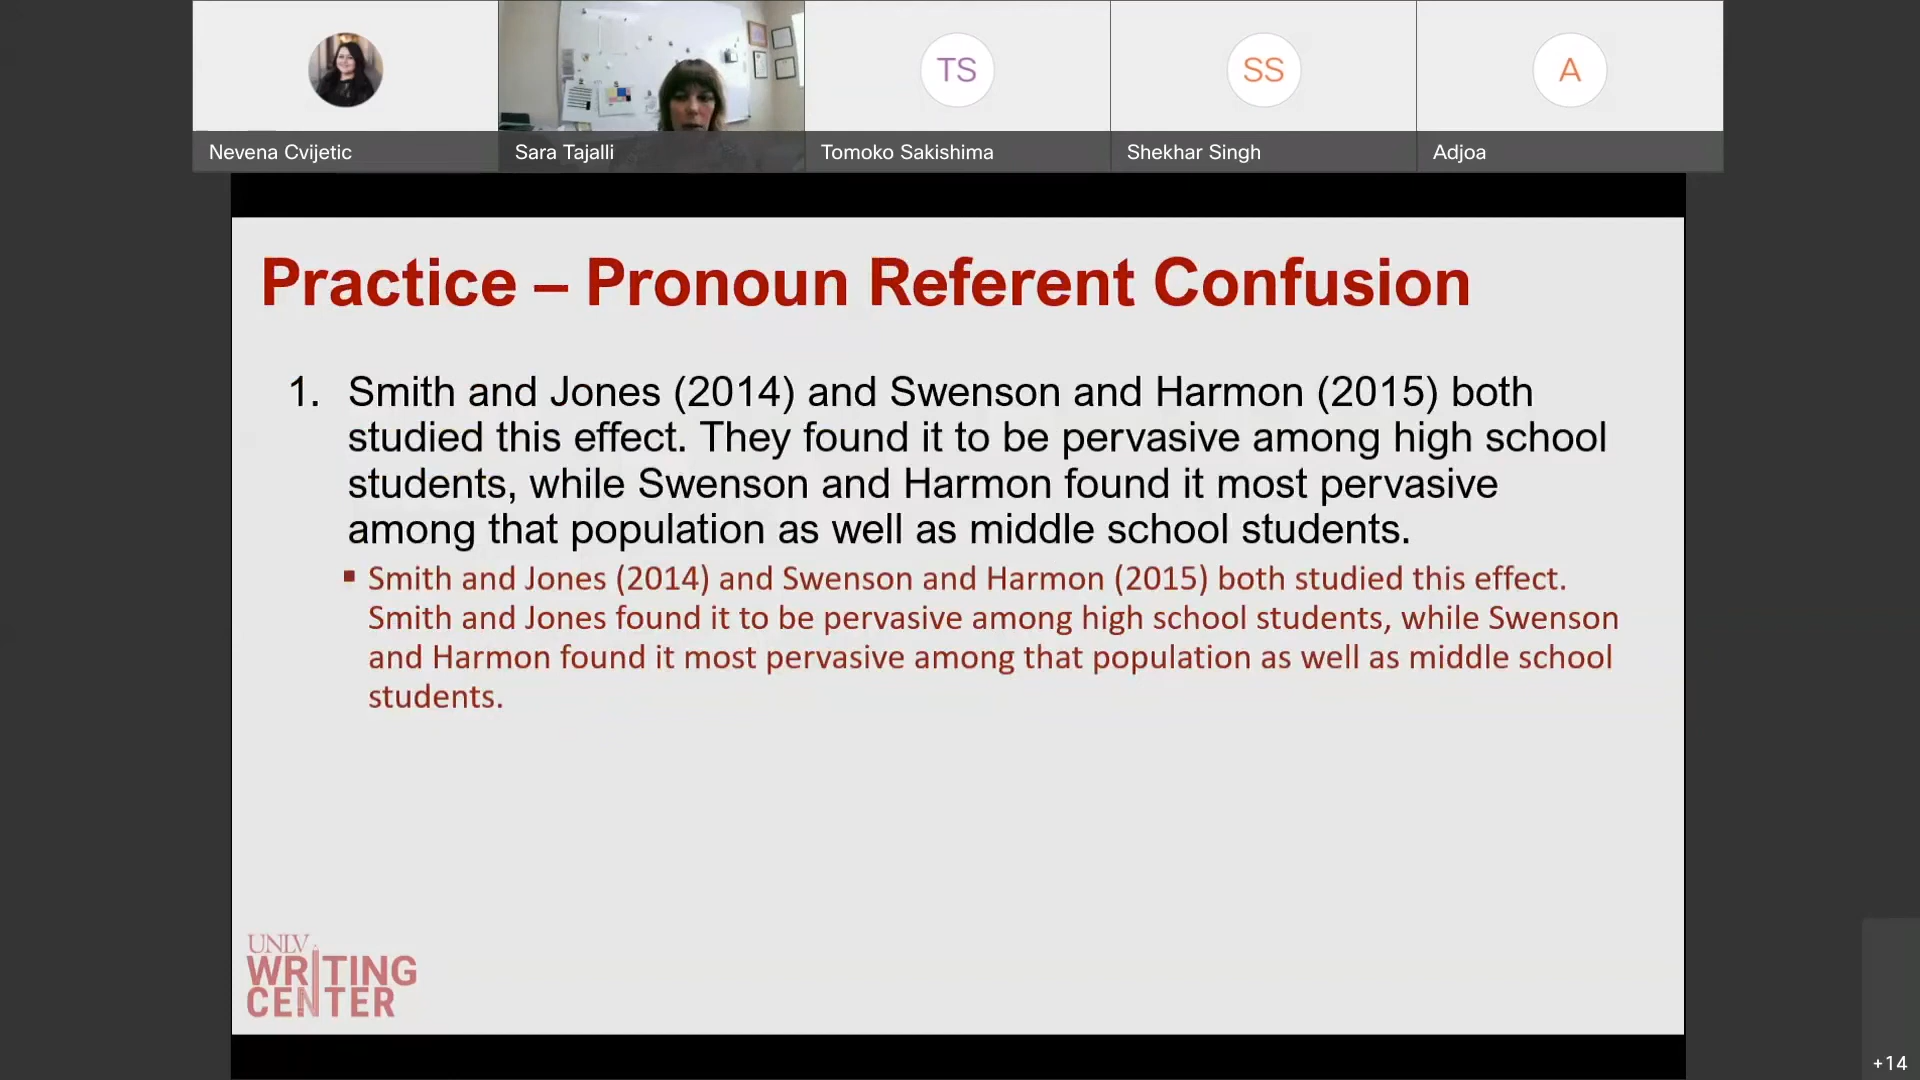 TS
SS
A
Nevena Cvijetic
Sara Tajalli
Tomoko Sakishima
Shekhar Singh
Adjoa
Practice – Pronoun Referent Confusion
1. Smith and Jones (2014) and Swenson and Harmon (2015) both
studied this effect. They found it to be pervasive among high school
students, while Swenson and Harmon found it most pervasive
among that population as well as middle school students.
▪ Smith and Jones (2014) and Swenson and Harmon (2015) both studied this effect.
Smith and Jones found it to be pervasive among high school students, while Swenson
and Harmon found it most pervasive among that population as well as middle school
students.
UNLV
WRITING
CENTER
+14